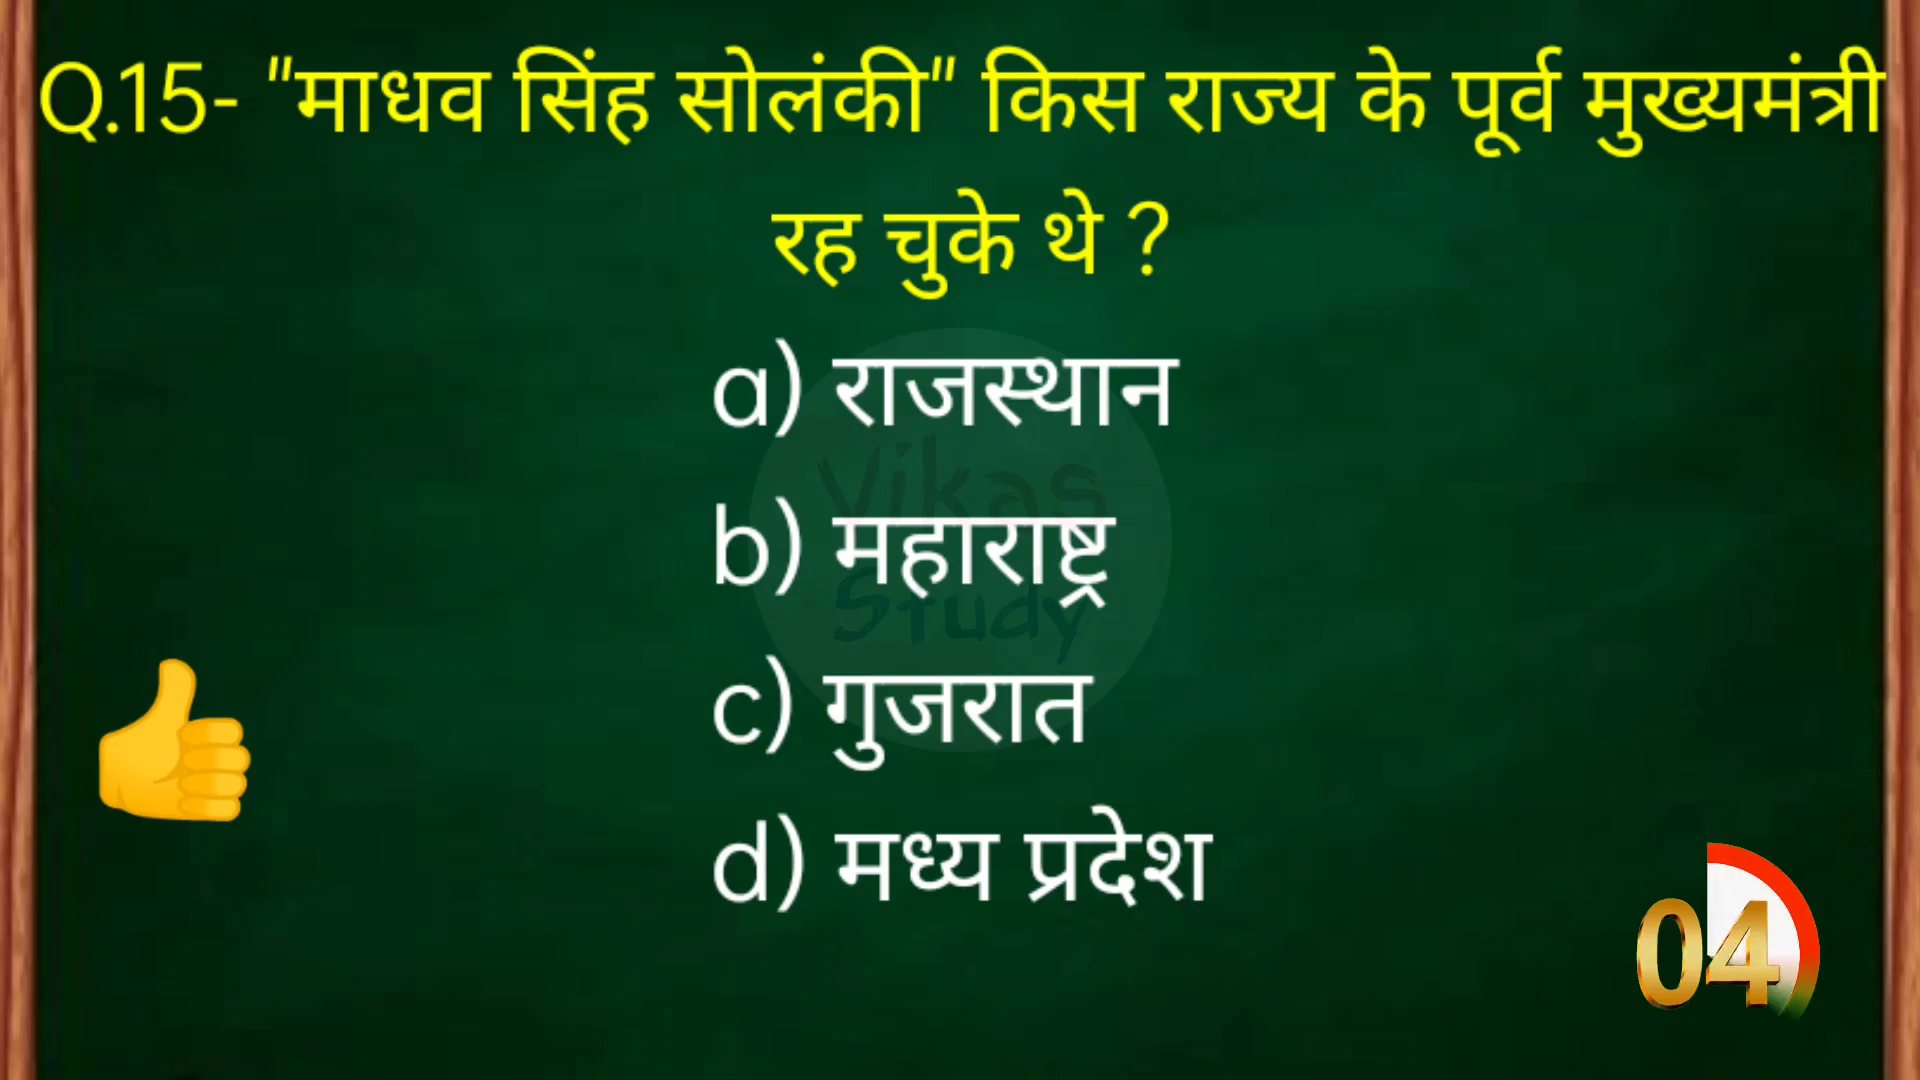 Q.15- "माधव सिंह सोलंकी" किस राज्य के पूर्व मुख्यमंत्री
रह चुके थे ?
a) राजस्थान
Vikas
b) महाराष्ट्र
Study
c) गुजरात
d) मध्य प्रदेश
04